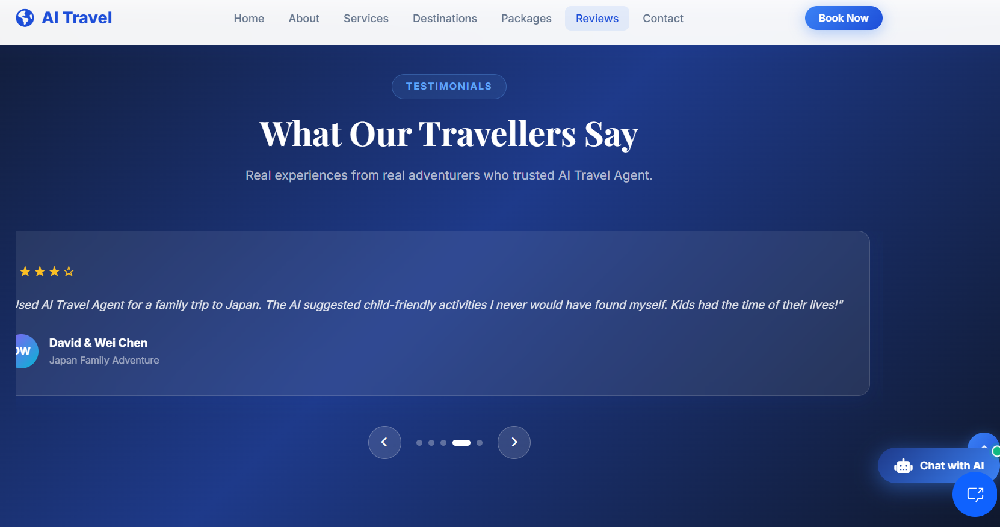 AI Travel
Home About Services Destinations Packages Reviews Contact
Book Now
TESTIMONIALS
What Our Travellers Say
Real experiences from real adventurers who trusted AI Travel Agent.
★★★☆
AI Travel Agent for a family trip to Japan. The AI suggested child-friendly activities I never would have found myself. Kids had the time of their lives!"
David & Wei Chen
Japan Family Adventure
Chat with AI